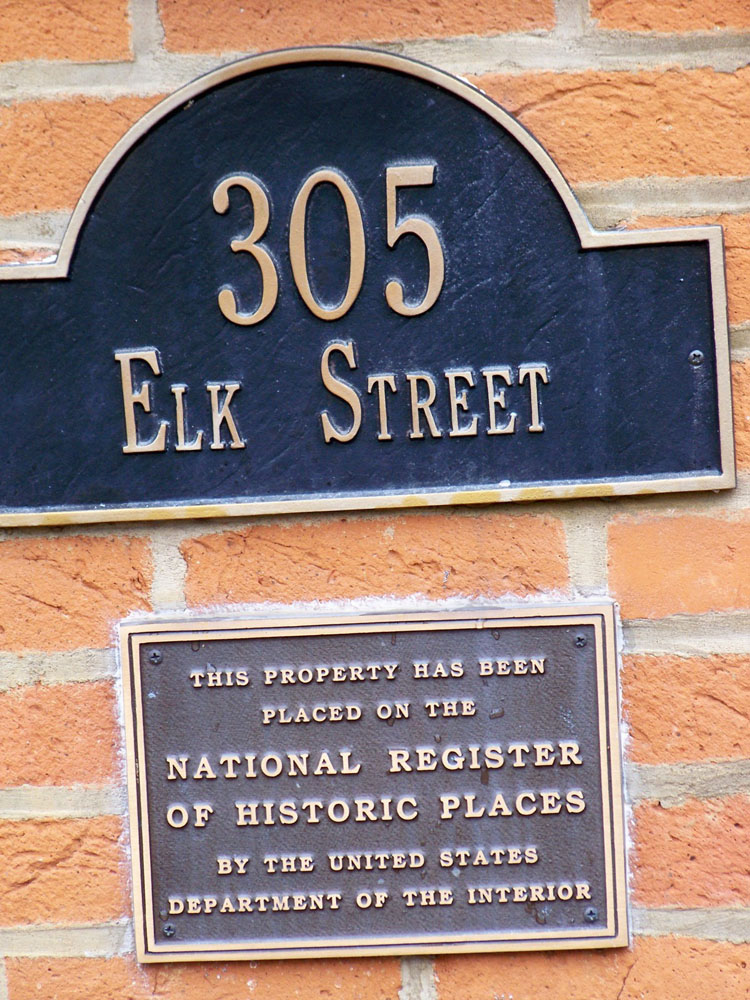 305
ELK STREET
THIS PROPERTY HAS BEEN
PLACED ON THE
NATIONAL REGISTER
OF HISTORIC PLACES
BY THE UNITED STATES
DEPARTMENT OF THE INTERIOR